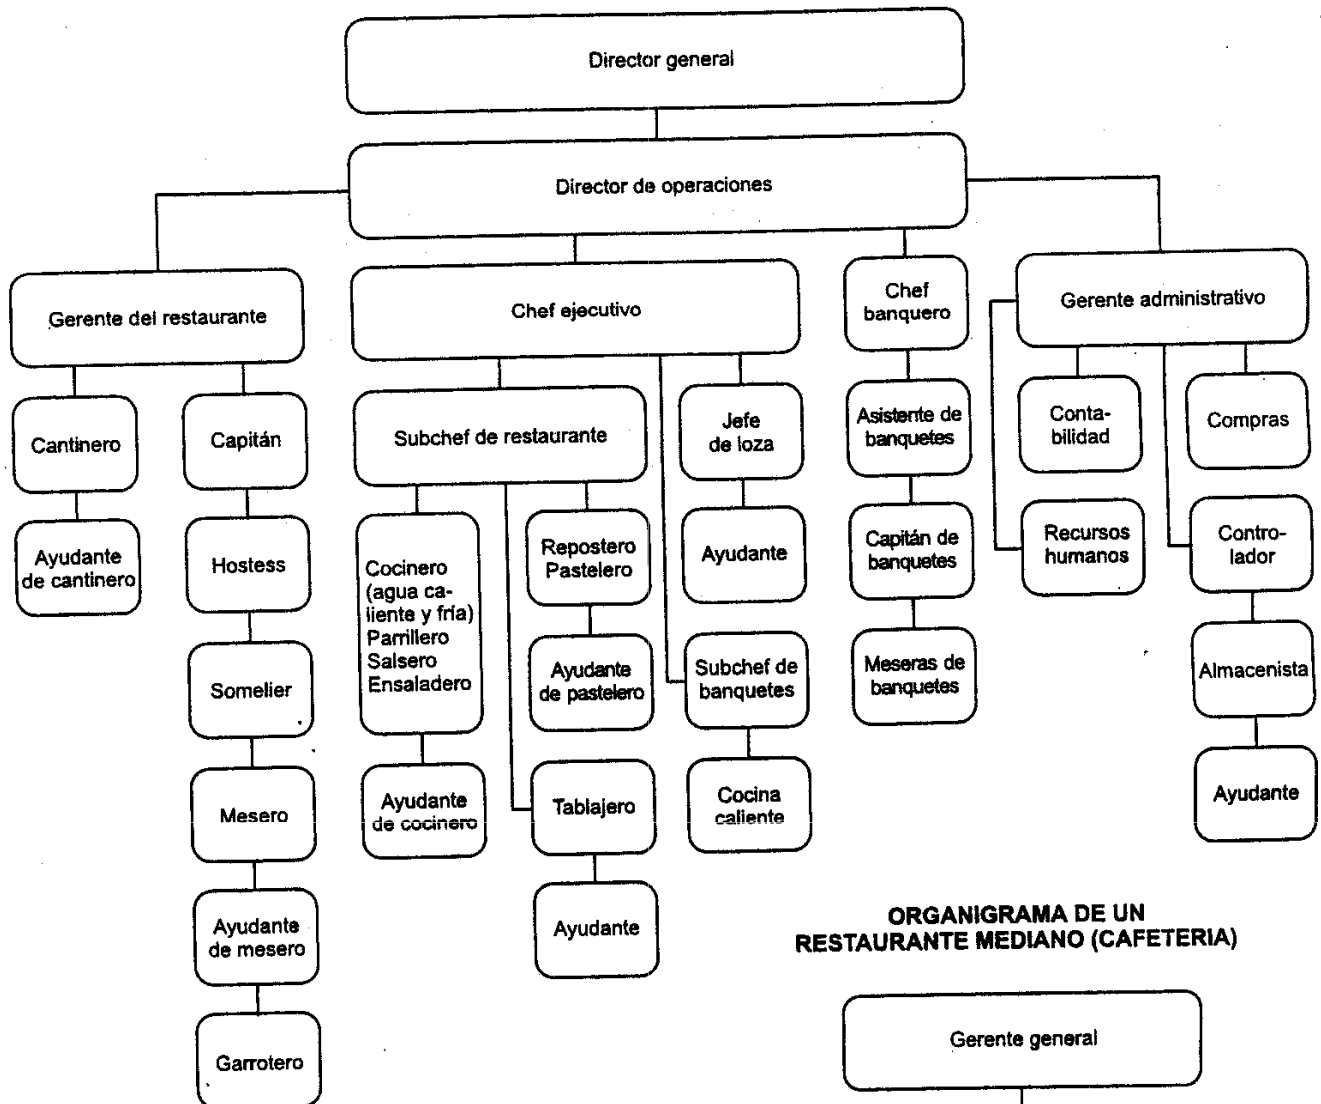 Director general
Director de operaciones
Gerente del restaurante
Chef ejecutivo
Chef
banquero
Gerente administrativo
Cantinero
Capitán
Subchef de restaurante
Jefe
de loza
Asistente de
banquetes
Conta-
bilidad
Compras
Ayudante
de cantinero
Hostess
Cocinero
(agua ca-
liente y fría)
Parrillero
Salsero
Ensaladero
Repostero
Pastelero
Ayudante
Capitán de
banquetes
Recursos
humanos
Contro-
lador
Somelier
Ayudante
de pastelero
Subchef de
banquetes
Meseras de
banquetes
Almacenista
Mesero
Ayudante
de cocinero
Tablajero
Cocina
caliente
Ayudante
Ayudante
de mesero
Ayudante
Garrotero
ORGANIGRAMA DE UN
RESTAURANTE MEDIANO (CAFETERIA)
Gerente general